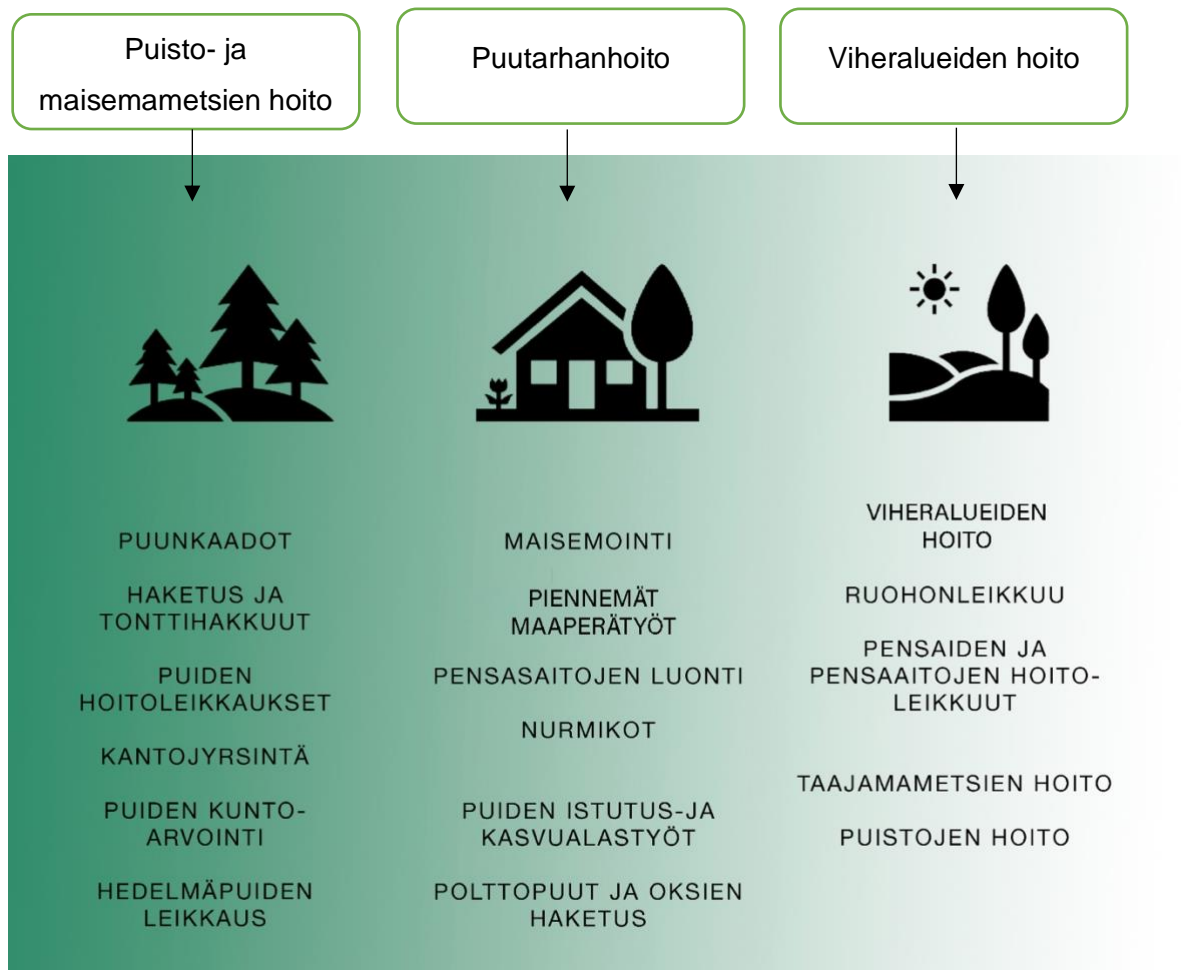 Puisto- ja
maisemametsien hoito
Puutarhanhoito
Viheralueiden hoito
PUUNKAADOT
HAKETUS JA
TONTTIHAKKUUT
PUIDEN
HOITOLEIKKAUKSET
KANTOJYRSINTÄ
PUIDEN KUNTO-
ARVOINTI
HEDELMÄPUIDEN
LEIKKAUS
MAISEMOINTI
PIENNEMÄT
MAAPERÄTYÖT
PENSASAITOJEN LUONTI
NURMIKOT
PUIDEN ISTUTUS-JA
KASVUALASTYÖT
POLTTOPUUT JA OKSIEN
HAKETUS
VIHERALUEIDEN
HOITO
RUOHONLEIKKUU
PENSAIDEN JA
PENSAAITOJEN HOITO-
LEIKKUUT
TAAJAMAMETSIEN HOITO
PUISTOJEN HOITO